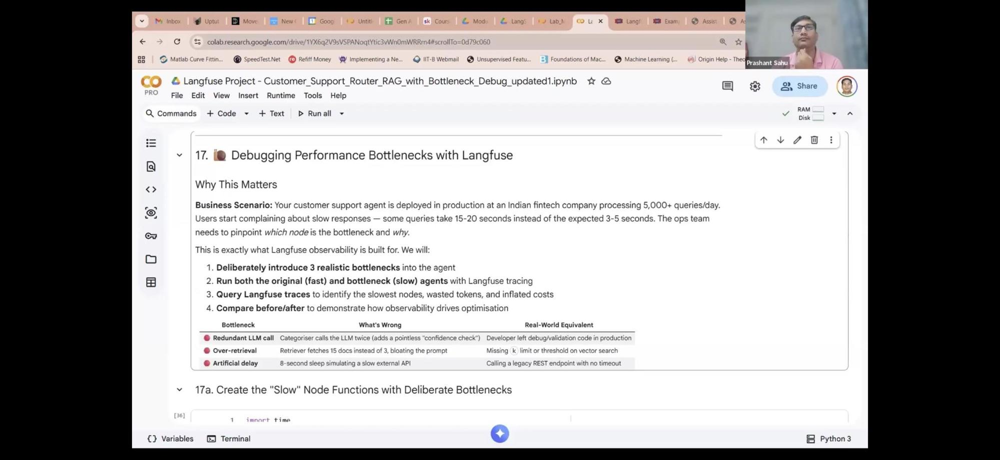 Inbox
Uptut
Move
New
Goog
Untitl
Gen A
sk Cours
Modu
LangS
Lab_M
La
Langf
Exam
Assist
As
colab.research.google.com/drive/1YX6q2V9sVSPANoqtYtic3vWn0mWRRrn4#scrollTo=0d79c060
Matlab Curve Fittin...
SpeedTest.Net
Refiff Money
Implementing a Ne...
IIT-B Webmail
Unsupervised Featu...
Foundations of Mac...
Machine Learning (...
Origin Help - Theo
Prashant Sahu
PRO
Langfuse Project - Customer_Support_Router_RAG_with_Bottleneck_Debug_updated1.ipynb
File Edit View Insert Runtime Tools Help
Share
Commands + Code + Text Run all
RAM
Disk
17. 🐌 Debugging Performance Bottlenecks with Langfuse
Why This Matters
Business Scenario: Your customer support agent is deployed in production at an Indian fintech company processing 5,000+ queries/day.
Users start complaining about slow responses — some queries take 15-20 seconds instead of the expected 3-5 seconds. The ops team
needs to pinpoint which node is the bottleneck and why.
This is exactly what Langfuse observability is built for. We will:
1. Deliberately introduce 3 realistic bottlenecks into the agent
2. Run both the original (fast) and bottleneck (slow) agents with Langfuse tracing
3. Query Langfuse traces to identify the slowest nodes, wasted tokens, and inflated costs
4. Compare before/after to demonstrate how observability drives optimisation
Bottleneck What's Wrong Real-World Equivalent
🔴 Redundant LLM call Categoriser calls the LLM twice (adds a pointless "confidence check") Developer left debug/validation code in production
🔴 Over-retrieval Retriever fetches 15 docs instead of 3, bloating the prompt Missing k limit or threshold on vector search
🔴 Artificial delay 8-second sleep simulating a slow external API Calling a legacy REST endpoint with no timeout
17a. Create the "Slow" Node Functions with Deliberate Bottlenecks
[36]
1 import time
{} Variables Terminal
Python 3